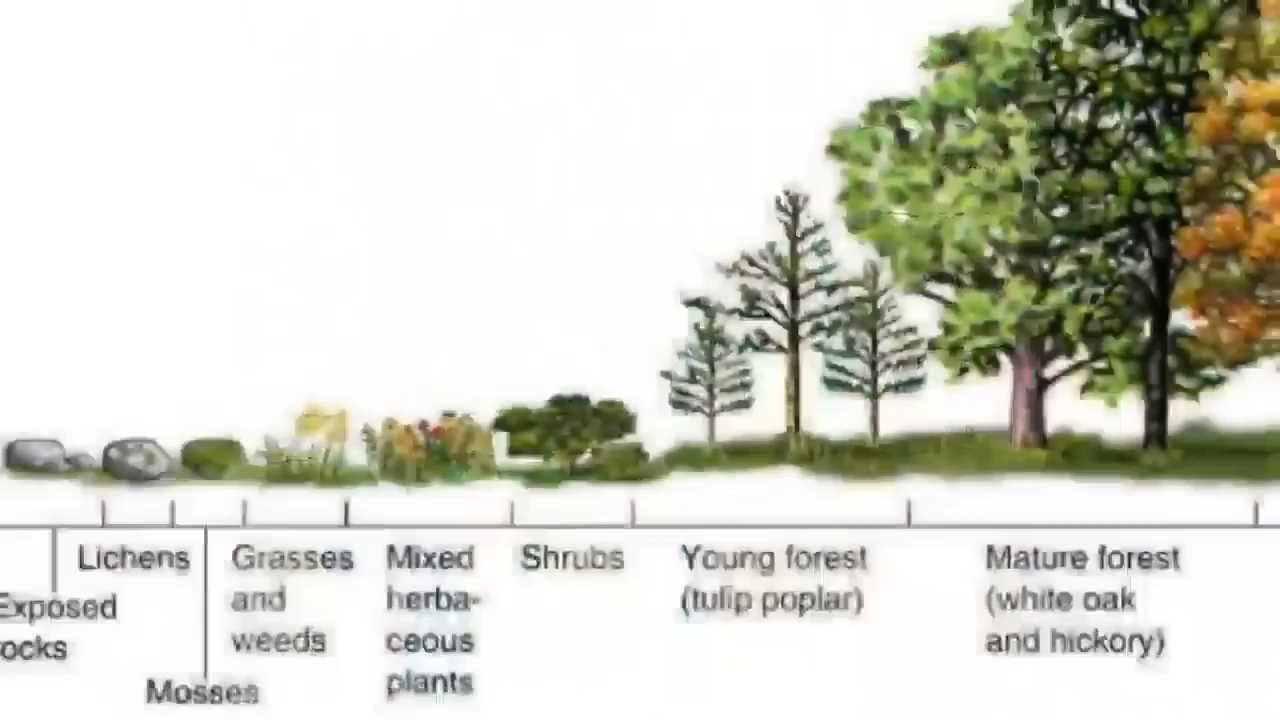 Exposed
ocks
Lichens
Mosses
Grasses
and
weeds
Mixed
herba-
ceous
plants
Shrubs
Young forest
(tulip poplar)
Mature forest
(white oak
and hickory)